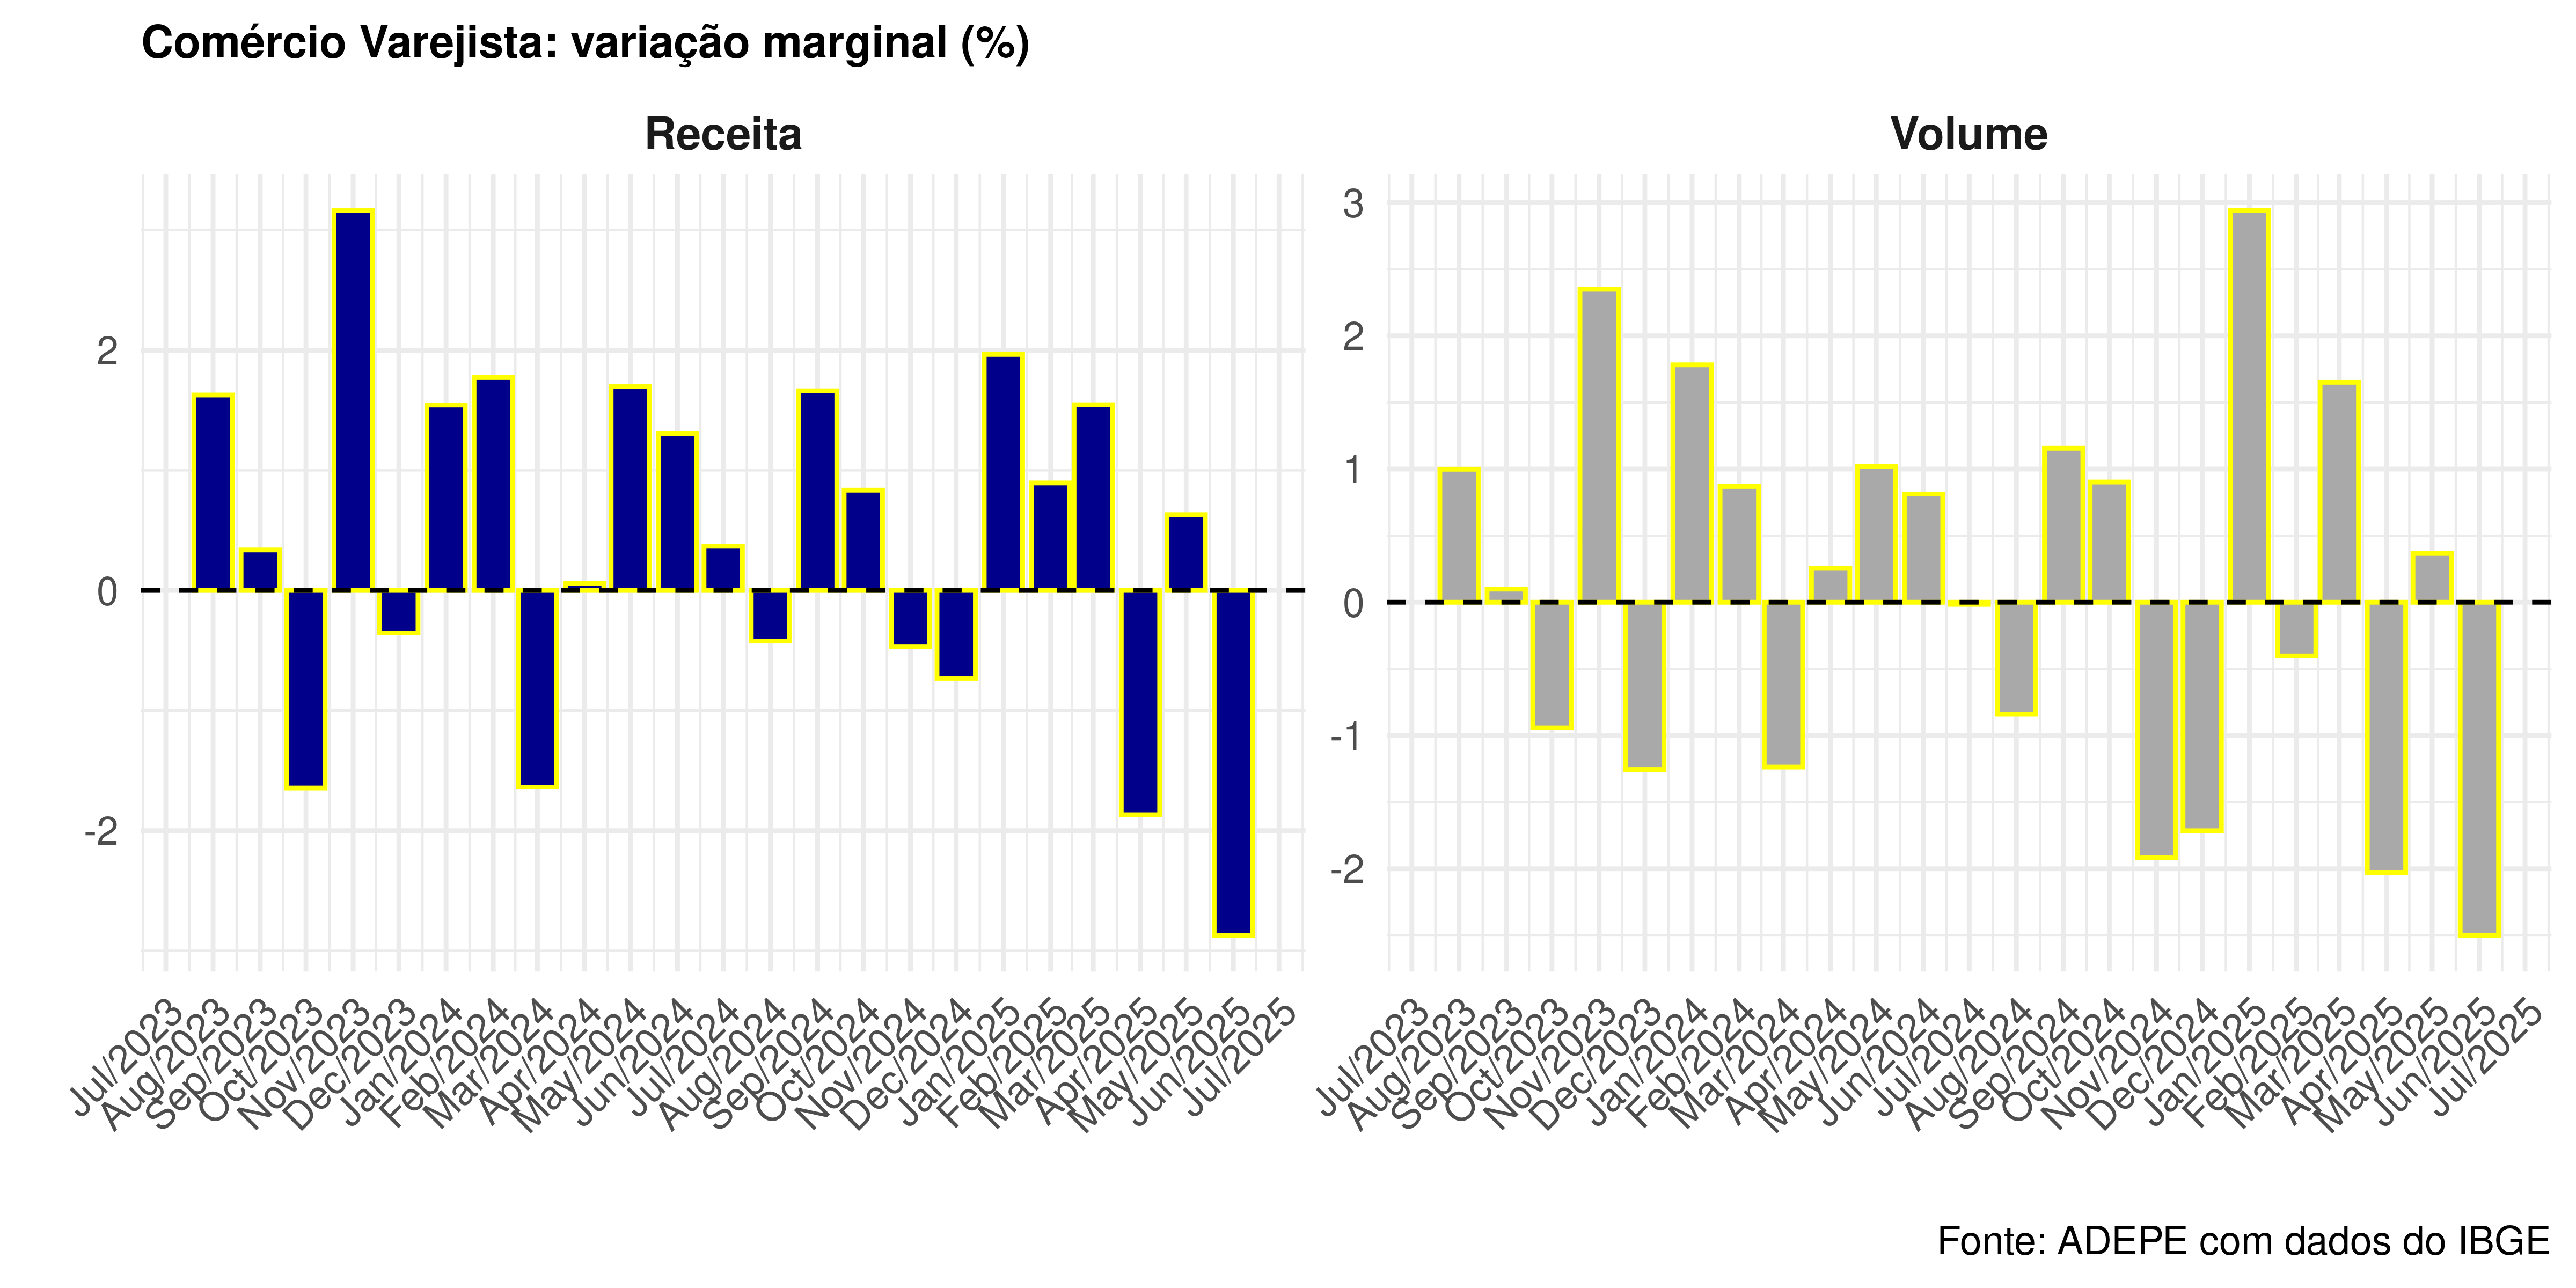 Comércio Varejista: variação marginal (%)
Receita
2
0
-2
Jul/2023
Aug/2023
Sep/2023
Oct/2023
Nov/2023
Dec/2023
Jan/2024
Feb/2024
Mar/2024
Apr/2024
May/2024
Jun/2024
Jul/2024
Aug/2024
Sep/2024
Oct/2024
Nov/2024
Dec/2024
Jan/2025
Feb/2025
Mar/2025
Apr/2025
May/2025
Jun/2025
Jul/2025
Volume
3
2
1
0
-1
-2
Jul/2023
Aug/2023
Sep/2023
Oct/2023
Nov/2023
Dec/2023
Jan/2024
Feb/2024
Mar/2024
Apr/2024
May/2024
Jun/2024
Jul/2024
Aug/2024
Sep/2024
Oct/2024
Nov/2024
Dec/2024
Jan/2025
Feb/2025
Mar/2025
Apr/2025
May/2025
Jun/2025
Jul/2025
Fonte: ADEPE com dados do IBGE